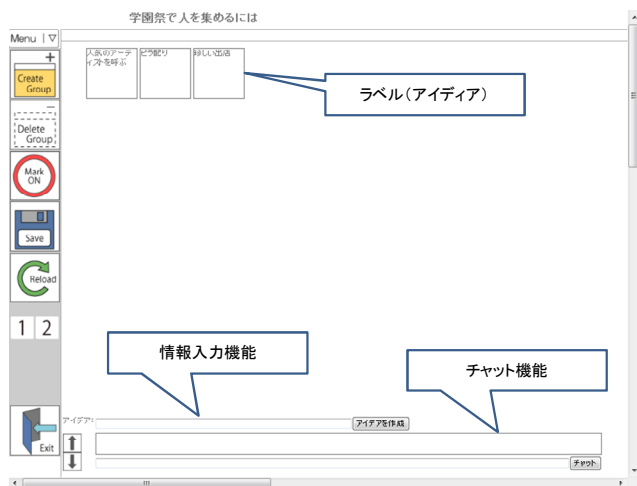 学園祭で人を集めるには
Menu
Create
Group
Delete
Group
Mark
ON
Save
Reload
1 2
Exit
人気のアーテ
ィストを呼ぶ
ビラ配り
珍しい出店
ラベル(アイディア)
情報入力機能
チャット機能
アイデア:
アイデアを作成
チャット